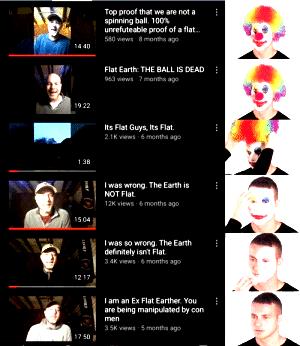 Top proof that we are not a
spinning ball. 100%
unrefuteable proof of a flat...
580 views · 8 months ago
14:40
Flat Earth: THE BALL IS DEAD
963 views · 7 months ago
19:22
Its Flat Guys, Its Flat.
2.1K views · 6 months ago
1:38
I was wrong. The Earth is
NOT Flat.
12K views · 6 months ago
15:04
I was so wrong. The Earth
definitely isn't Flat.
3.4K views · 6 months ago
12:17
I am an Ex Flat Earther. You
are being manipulated by con
men
3.5K views · 5 months ago
17:50